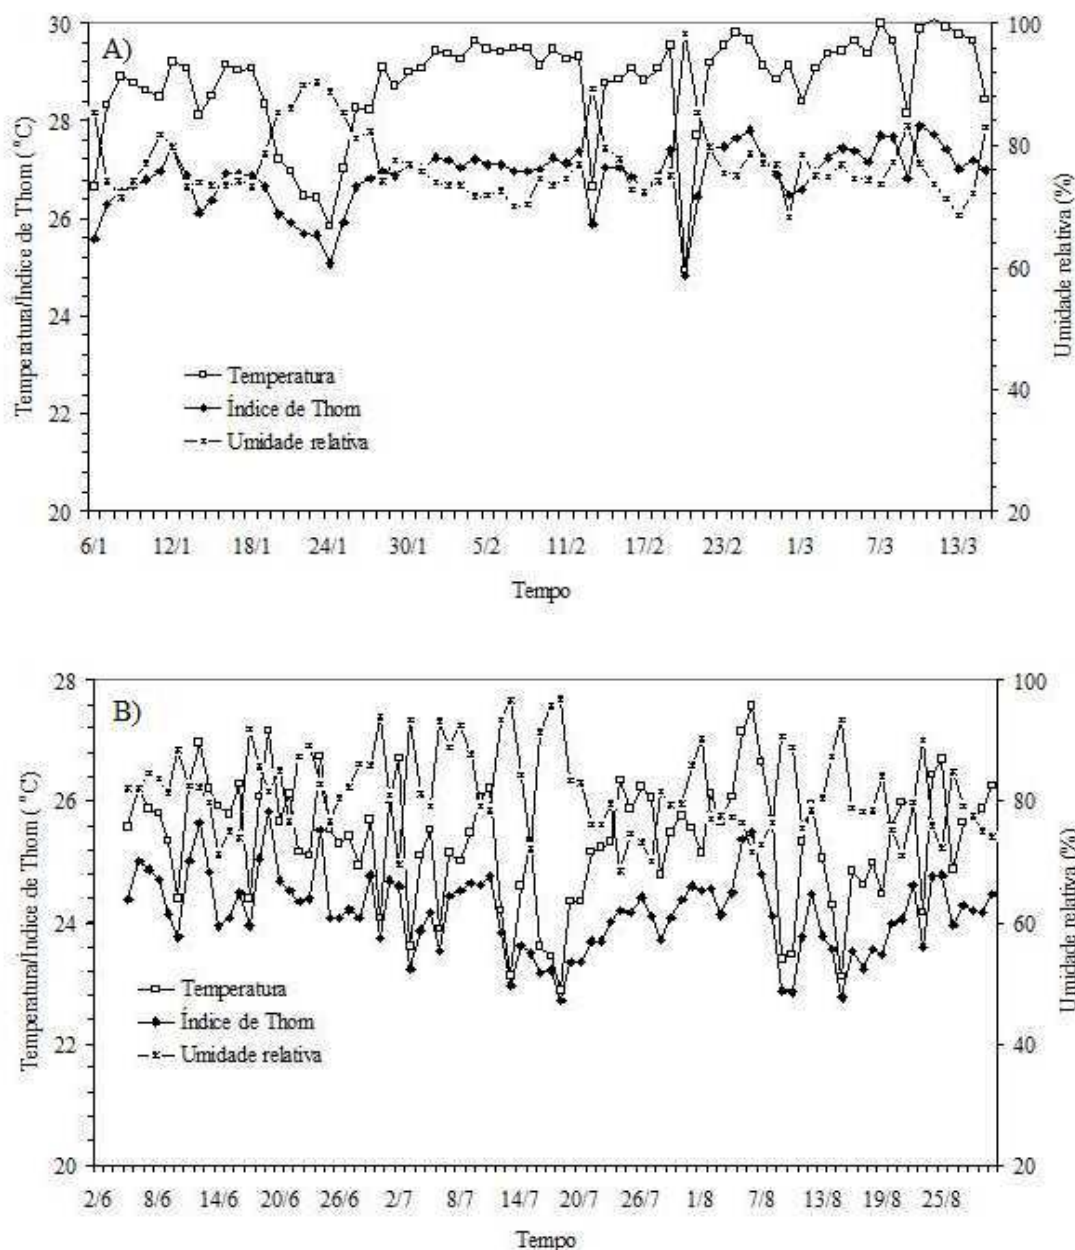 A)
Temperatura/Índice de Thom ( °C)
30
28
26
24
22
20
100
80
60
40
20
Umidade relativa (%)
Temperatura
Índice de Thom
Umidade relativa
6/1 12/1 18/1 24/1 30/1 5/2 11/2 17/2 23/2 1/3 7/3 13/3
Tempo
B)
Temperatura/Índice de Thom ( °C)
28
26
24
22
20
100
80
60
40
20
Umidade relativa (%)
Temperatura
Índice de Thom
Umidade relativa
2/6 8/6 14/6 20/6 26/6 2/7 8/7 14/7 20/7 26/7 1/8 7/8 13/8 19/8 25/8
Tempo